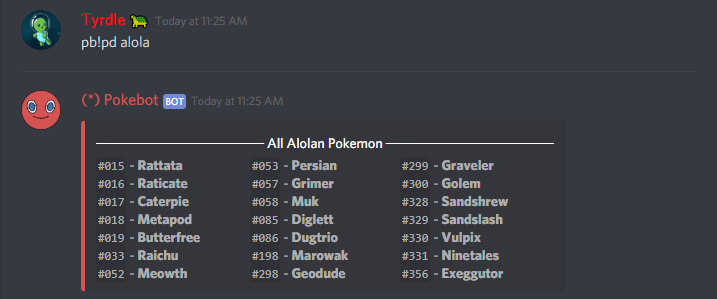 Tyrdle Today at 11:25 AM
pb!pd alola
(*) Pokebot BOT Today at 11:25 AM
All Alolan Pokemon
#015 - Rattata #053 - Persian #299 - Graveler
#016 - Raticate #057 - Grimer #300 - Golem
#017 - Caterpie #058 - Muk #328 - Sandshrew
#018 - Metapod #085 - Diglett #329 - Sandslash
#019 - Butterfree #086 - Dugtrio #330 - Vulpix
#033 - Raichu #198 - Marowak #331 - Ninetales
#052 - Meowth #298 - Geodude #356 - Exeggutor